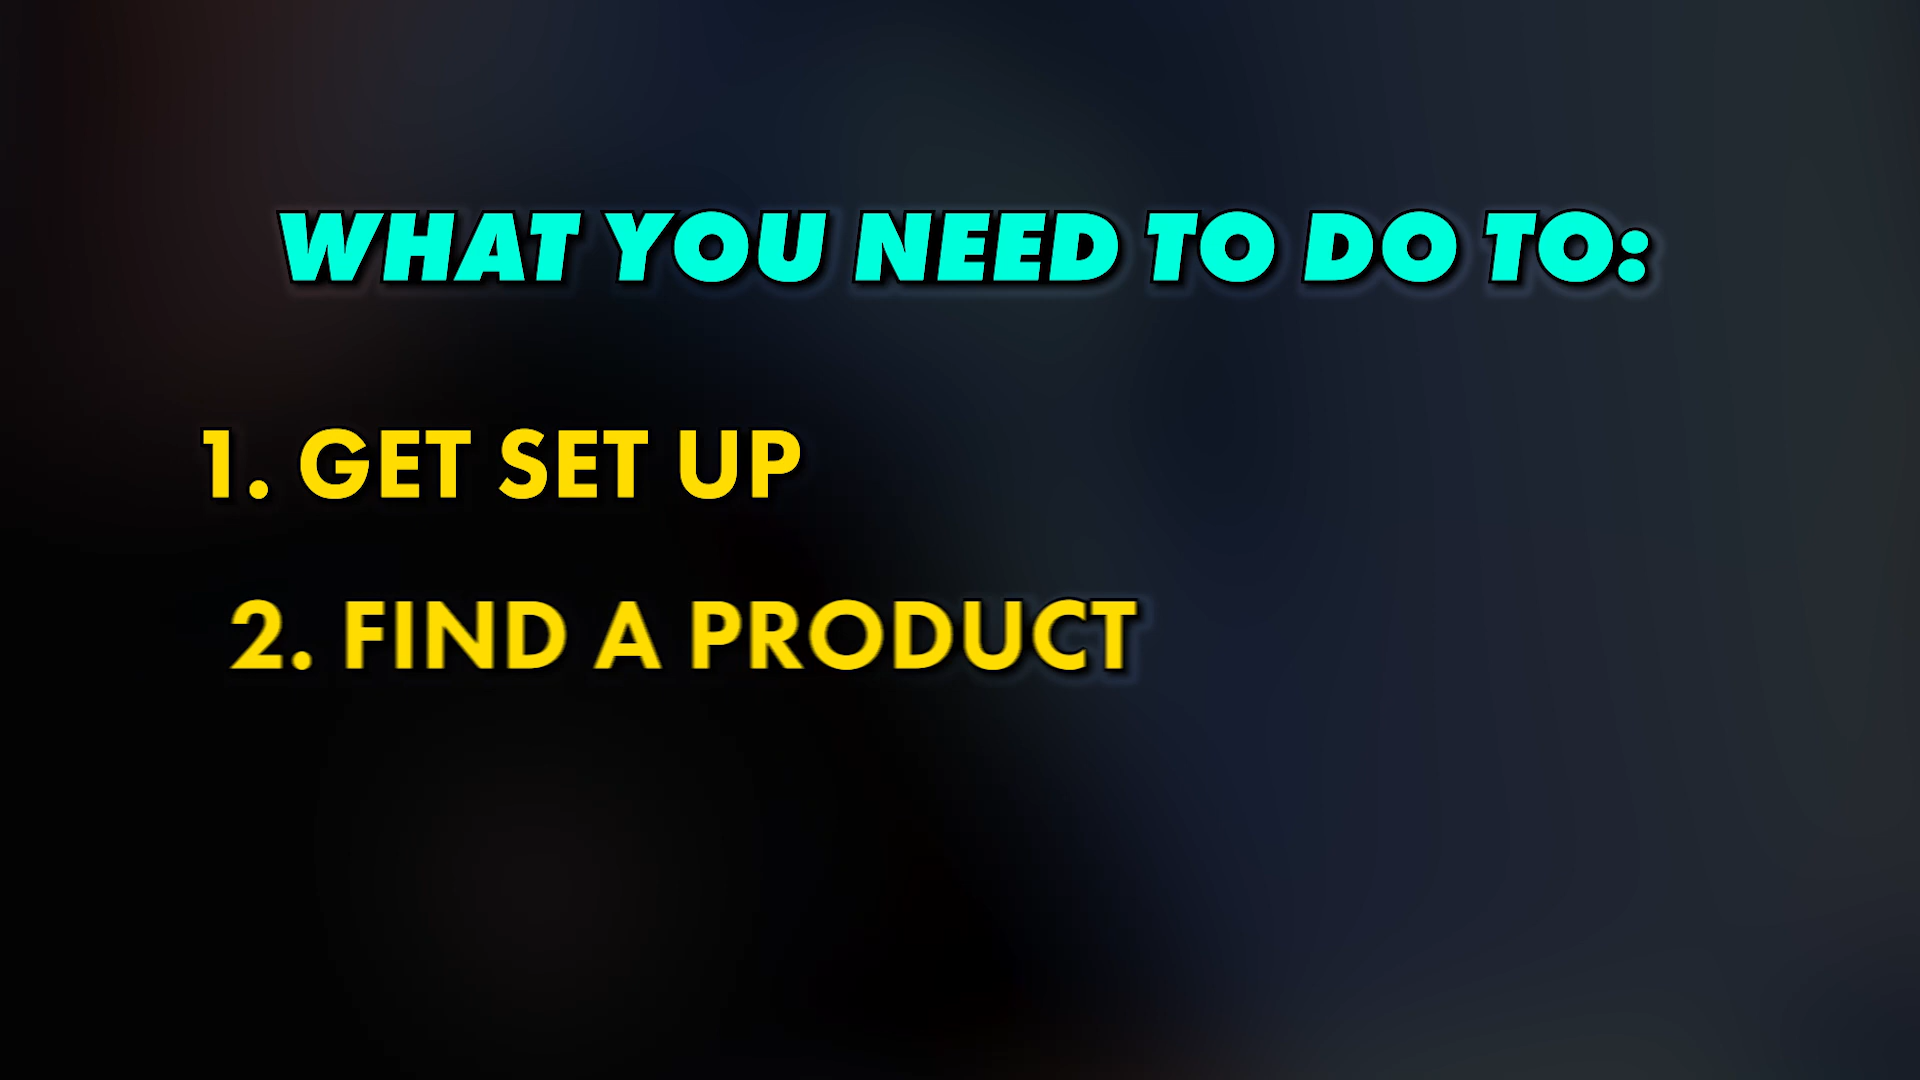 WHAT YOU NEED TO DO TO:
1. GET SET UP
2. FIND A PRODUCT